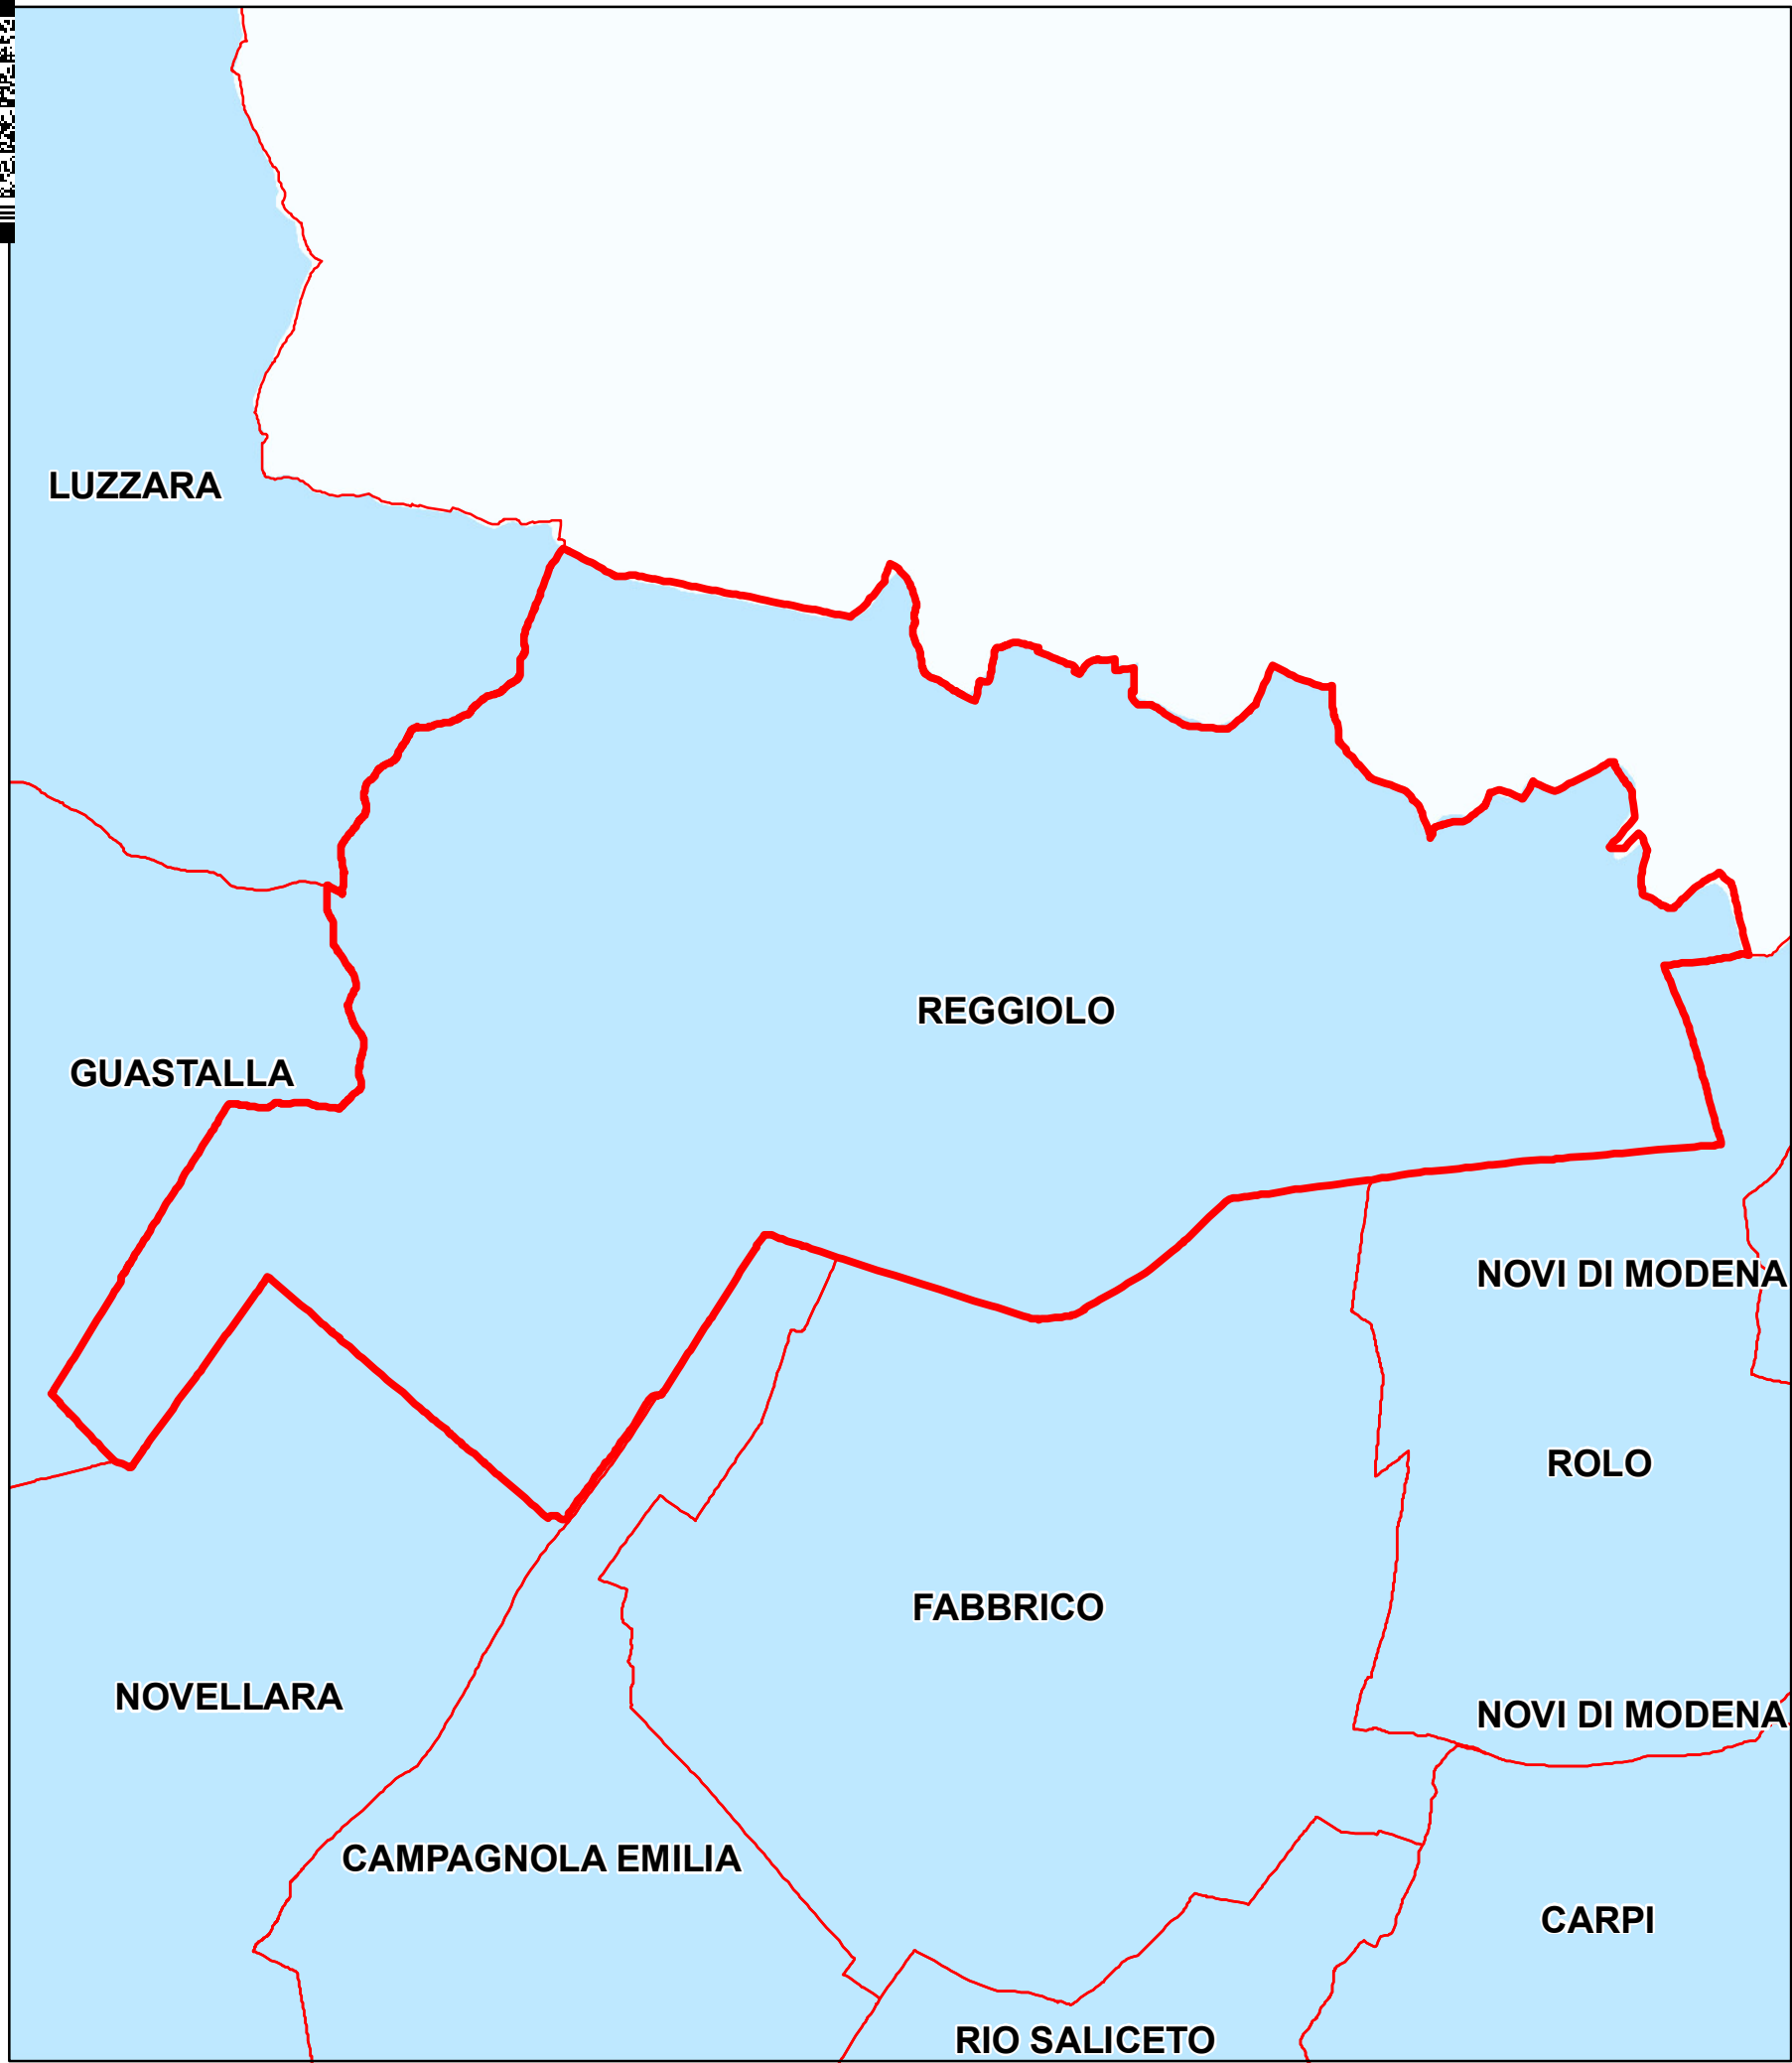 LUZZARA
REGGIOLO
GUASTALLA
NOVI DI MODENA
ROLO
FABBRICO
NOVELLARA
NOVI DI MODENA
CAMPAGNOLA EMILIA
CARPI
RIO SALICETO